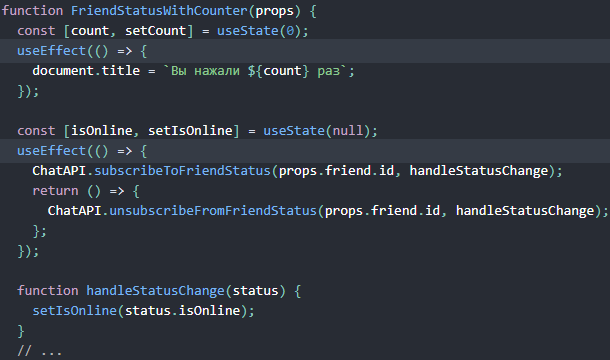 function FriendStatusWithCounter(props) {
  const [count, setCount] = useState(0);
  useEffect(() => {
    document.title = `Вы нажали ${count} раз`;
  });

  const [isOnline, setIsOnline] = useState(null);
  useEffect(() => {
    ChatAPI.subscribeToFriendStatus(props.friend.id, handleStatusChange);
    return () => {
      ChatAPI.unsubscribeFromFriendStatus(props.friend.id, handleStatusChange);
    };
  });

  function handleStatusChange(status) {
    setIsOnline(status.isOnline);
  }
  // ...